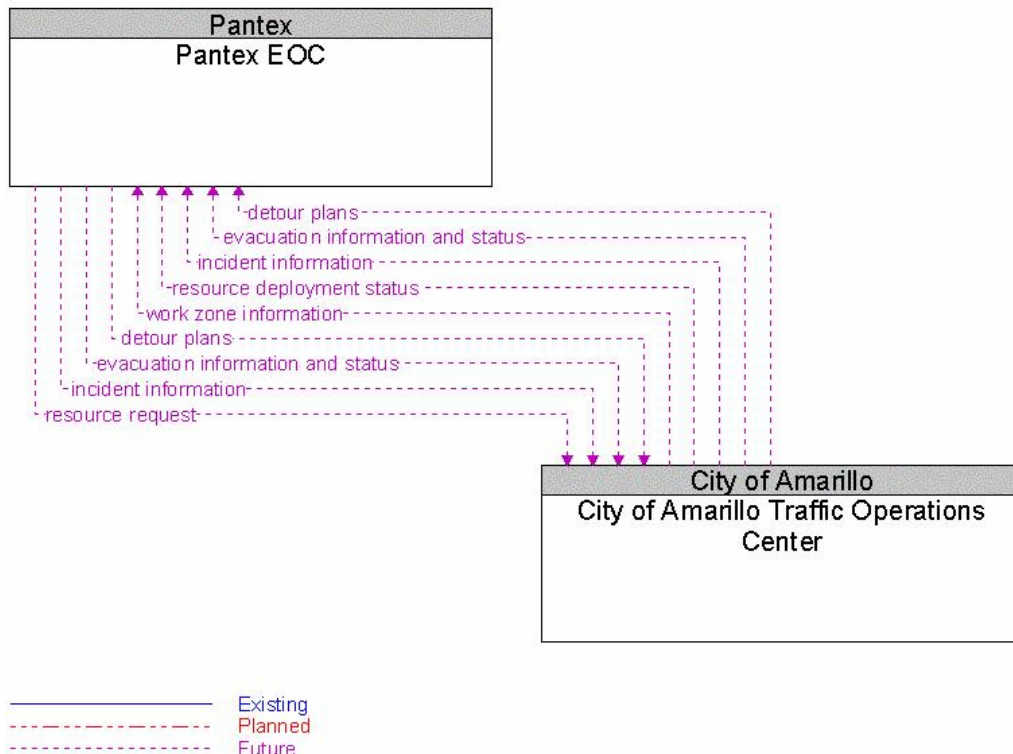 Pantex
Pantex EOC
detour plans
evacuation information and status
incident information
resource deployment status
work zone information
detour plans
evacuation information and status
incident information
resource request
City of Amarillo
City of Amarillo Traffic Operations
Center
Existing
Planned
Future